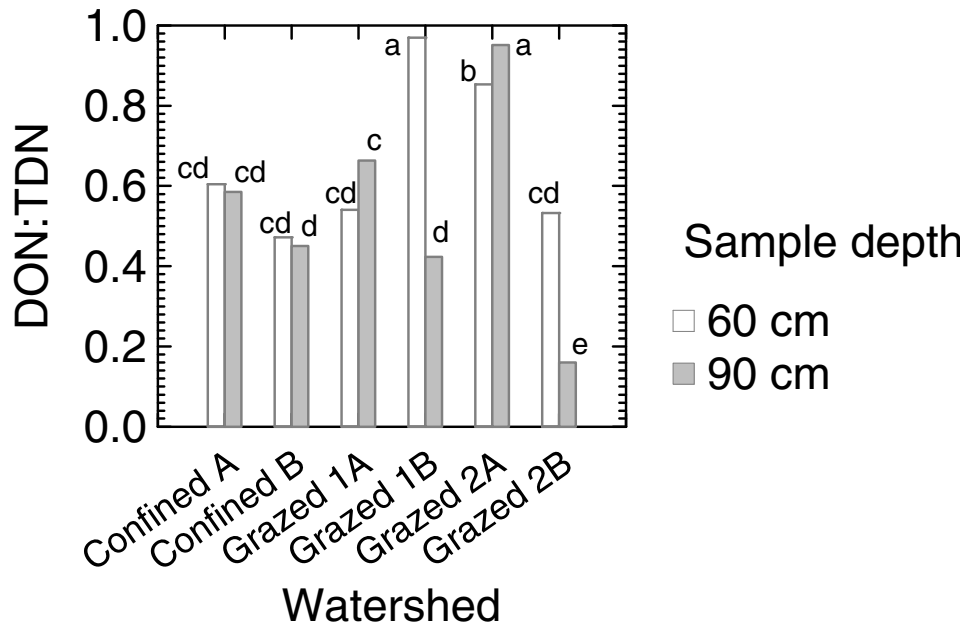 1.0
0.8
0.6
0.4
0.2
0.0
DON:TDN
cd
cd
cd
d
cd
c
a
d
b
a
cd
e
Confined A
Confined B
Grazed 1A
Grazed 1B
Grazed 2A
Grazed 2B
Watershed
Sample depth
60 cm
90 cm